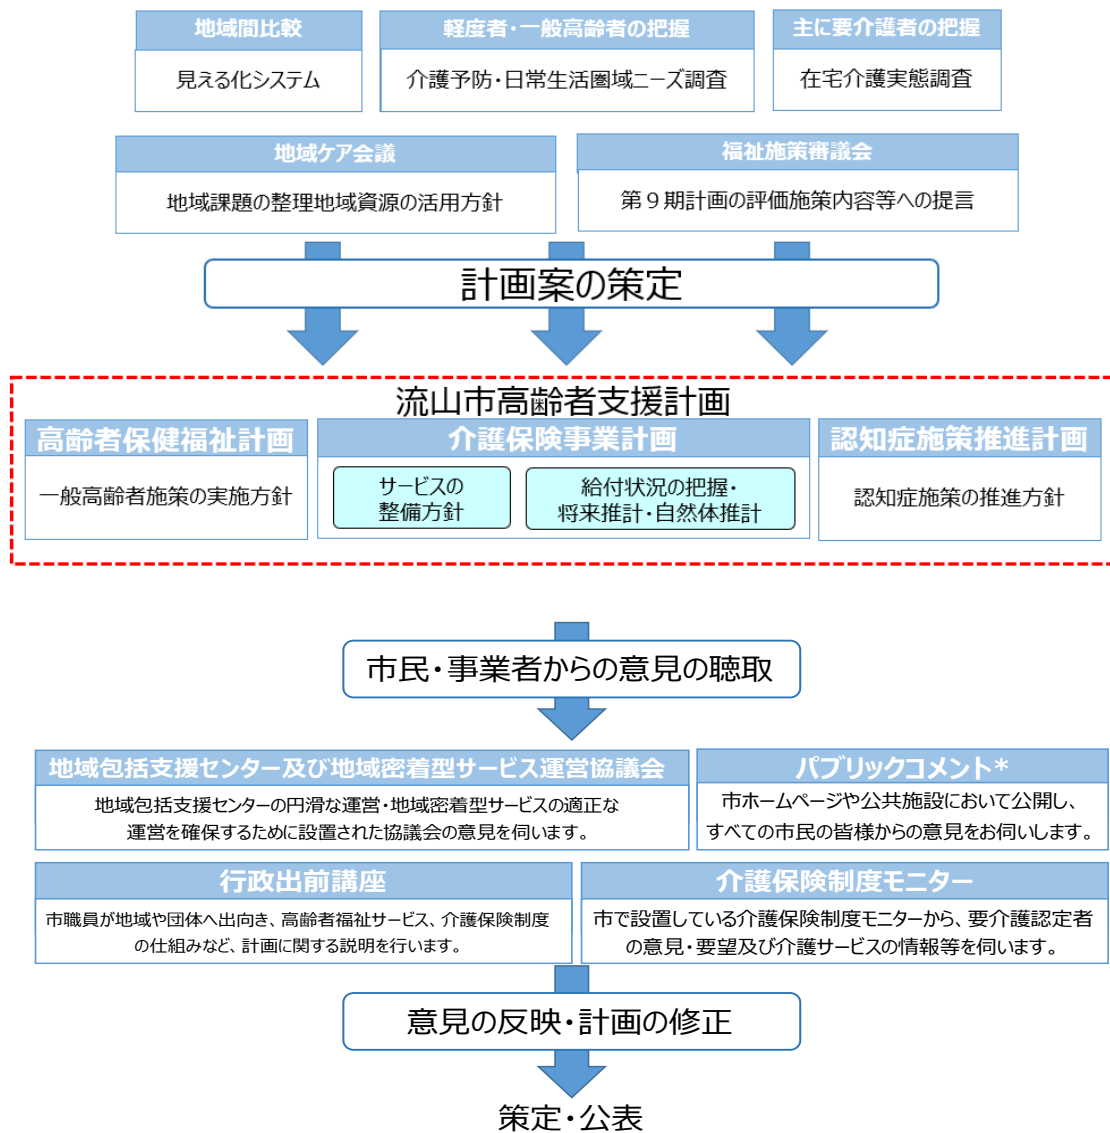 地域間比較
見える化システム
軽度者・一般高齢者の把握
介護予防・日常生活圏域ニーズ調査
主に要介護者の把握
在宅介護実態調査
地域ケア会議
地域課題の整理地域資源の活用方針
福祉施策審議会
第９期計画の評価施策内容等への提言
計画案の策定
流山市高齢者支援計画
高齢者保健福祉計画
一般高齢者施策の実施方針
介護保険事業計画
サービスの
整備方針
給付状況の把握・
将来推計・自然体推計
認知症施策推進計画
認知症施策の推進方針
市民・事業者からの意見の聴取
地域包括支援センター及び地域密着型サービス運営協議会
地域包括支援センターの円滑な運営・地域密着型サービスの適正な
運営を確保するために設置された協議会の意見を伺います。
パブリックコメント*
市ホームページや公共施設において公開し、
すべての市民の皆様からの意見をお伺いします。
行政出前講座
市職員が地域や団体へ出向き、高齢者福祉サービス、介護保険制度
の仕組みなど、計画に関する説明を行います。
介護保険制度モニター
市で設置している介護保険制度モニターから、要介護認定者
の意見・要望及び介護サービスの情報等を伺います。
意見の反映・計画の修正
策定・公表